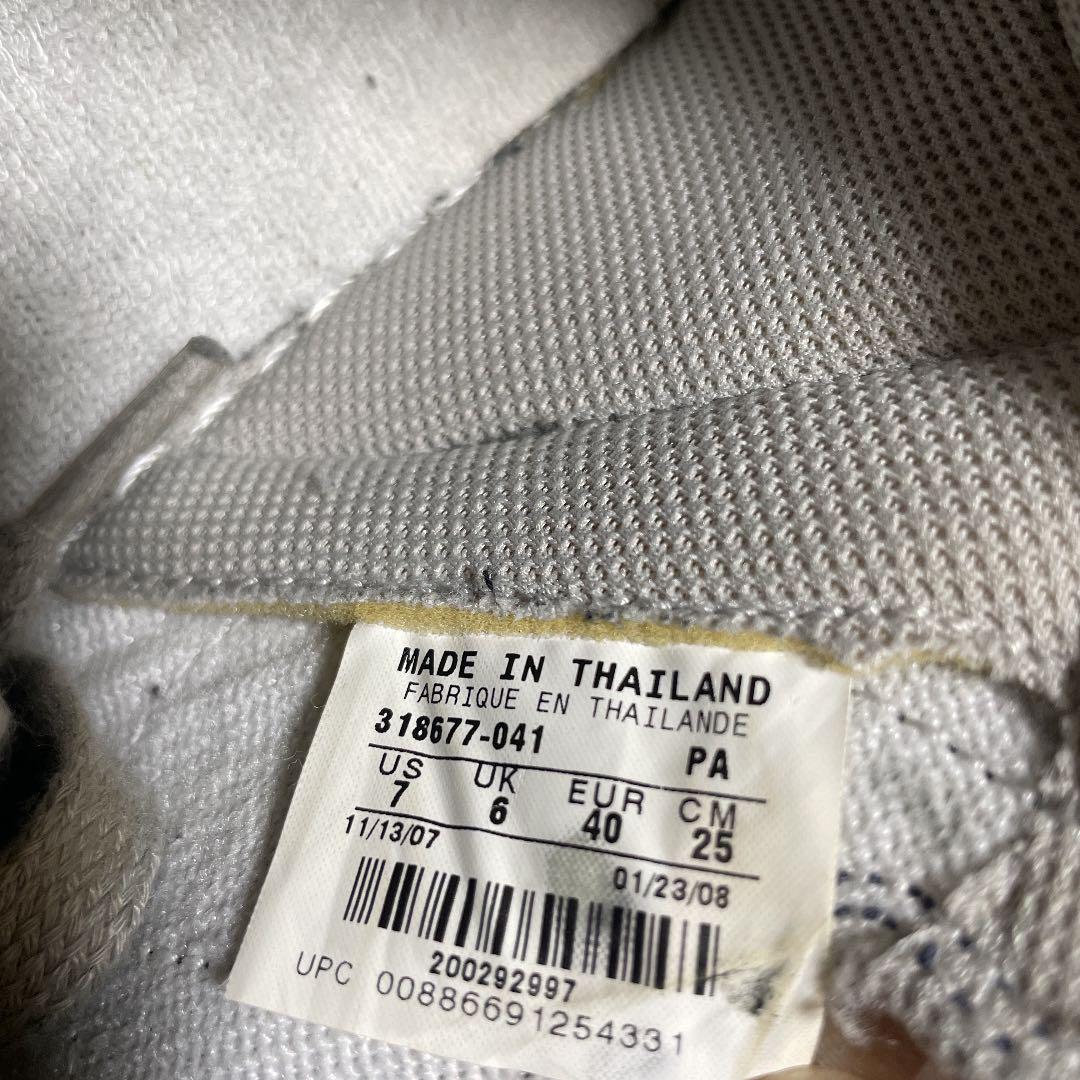 MADE IN THAILAND
FABRIQUE EN THAILANDE
318677-041 PA
US UK EUR CM
7 6 40 25
11/13/07 01/23/08
200292997
UPC 00886691254331